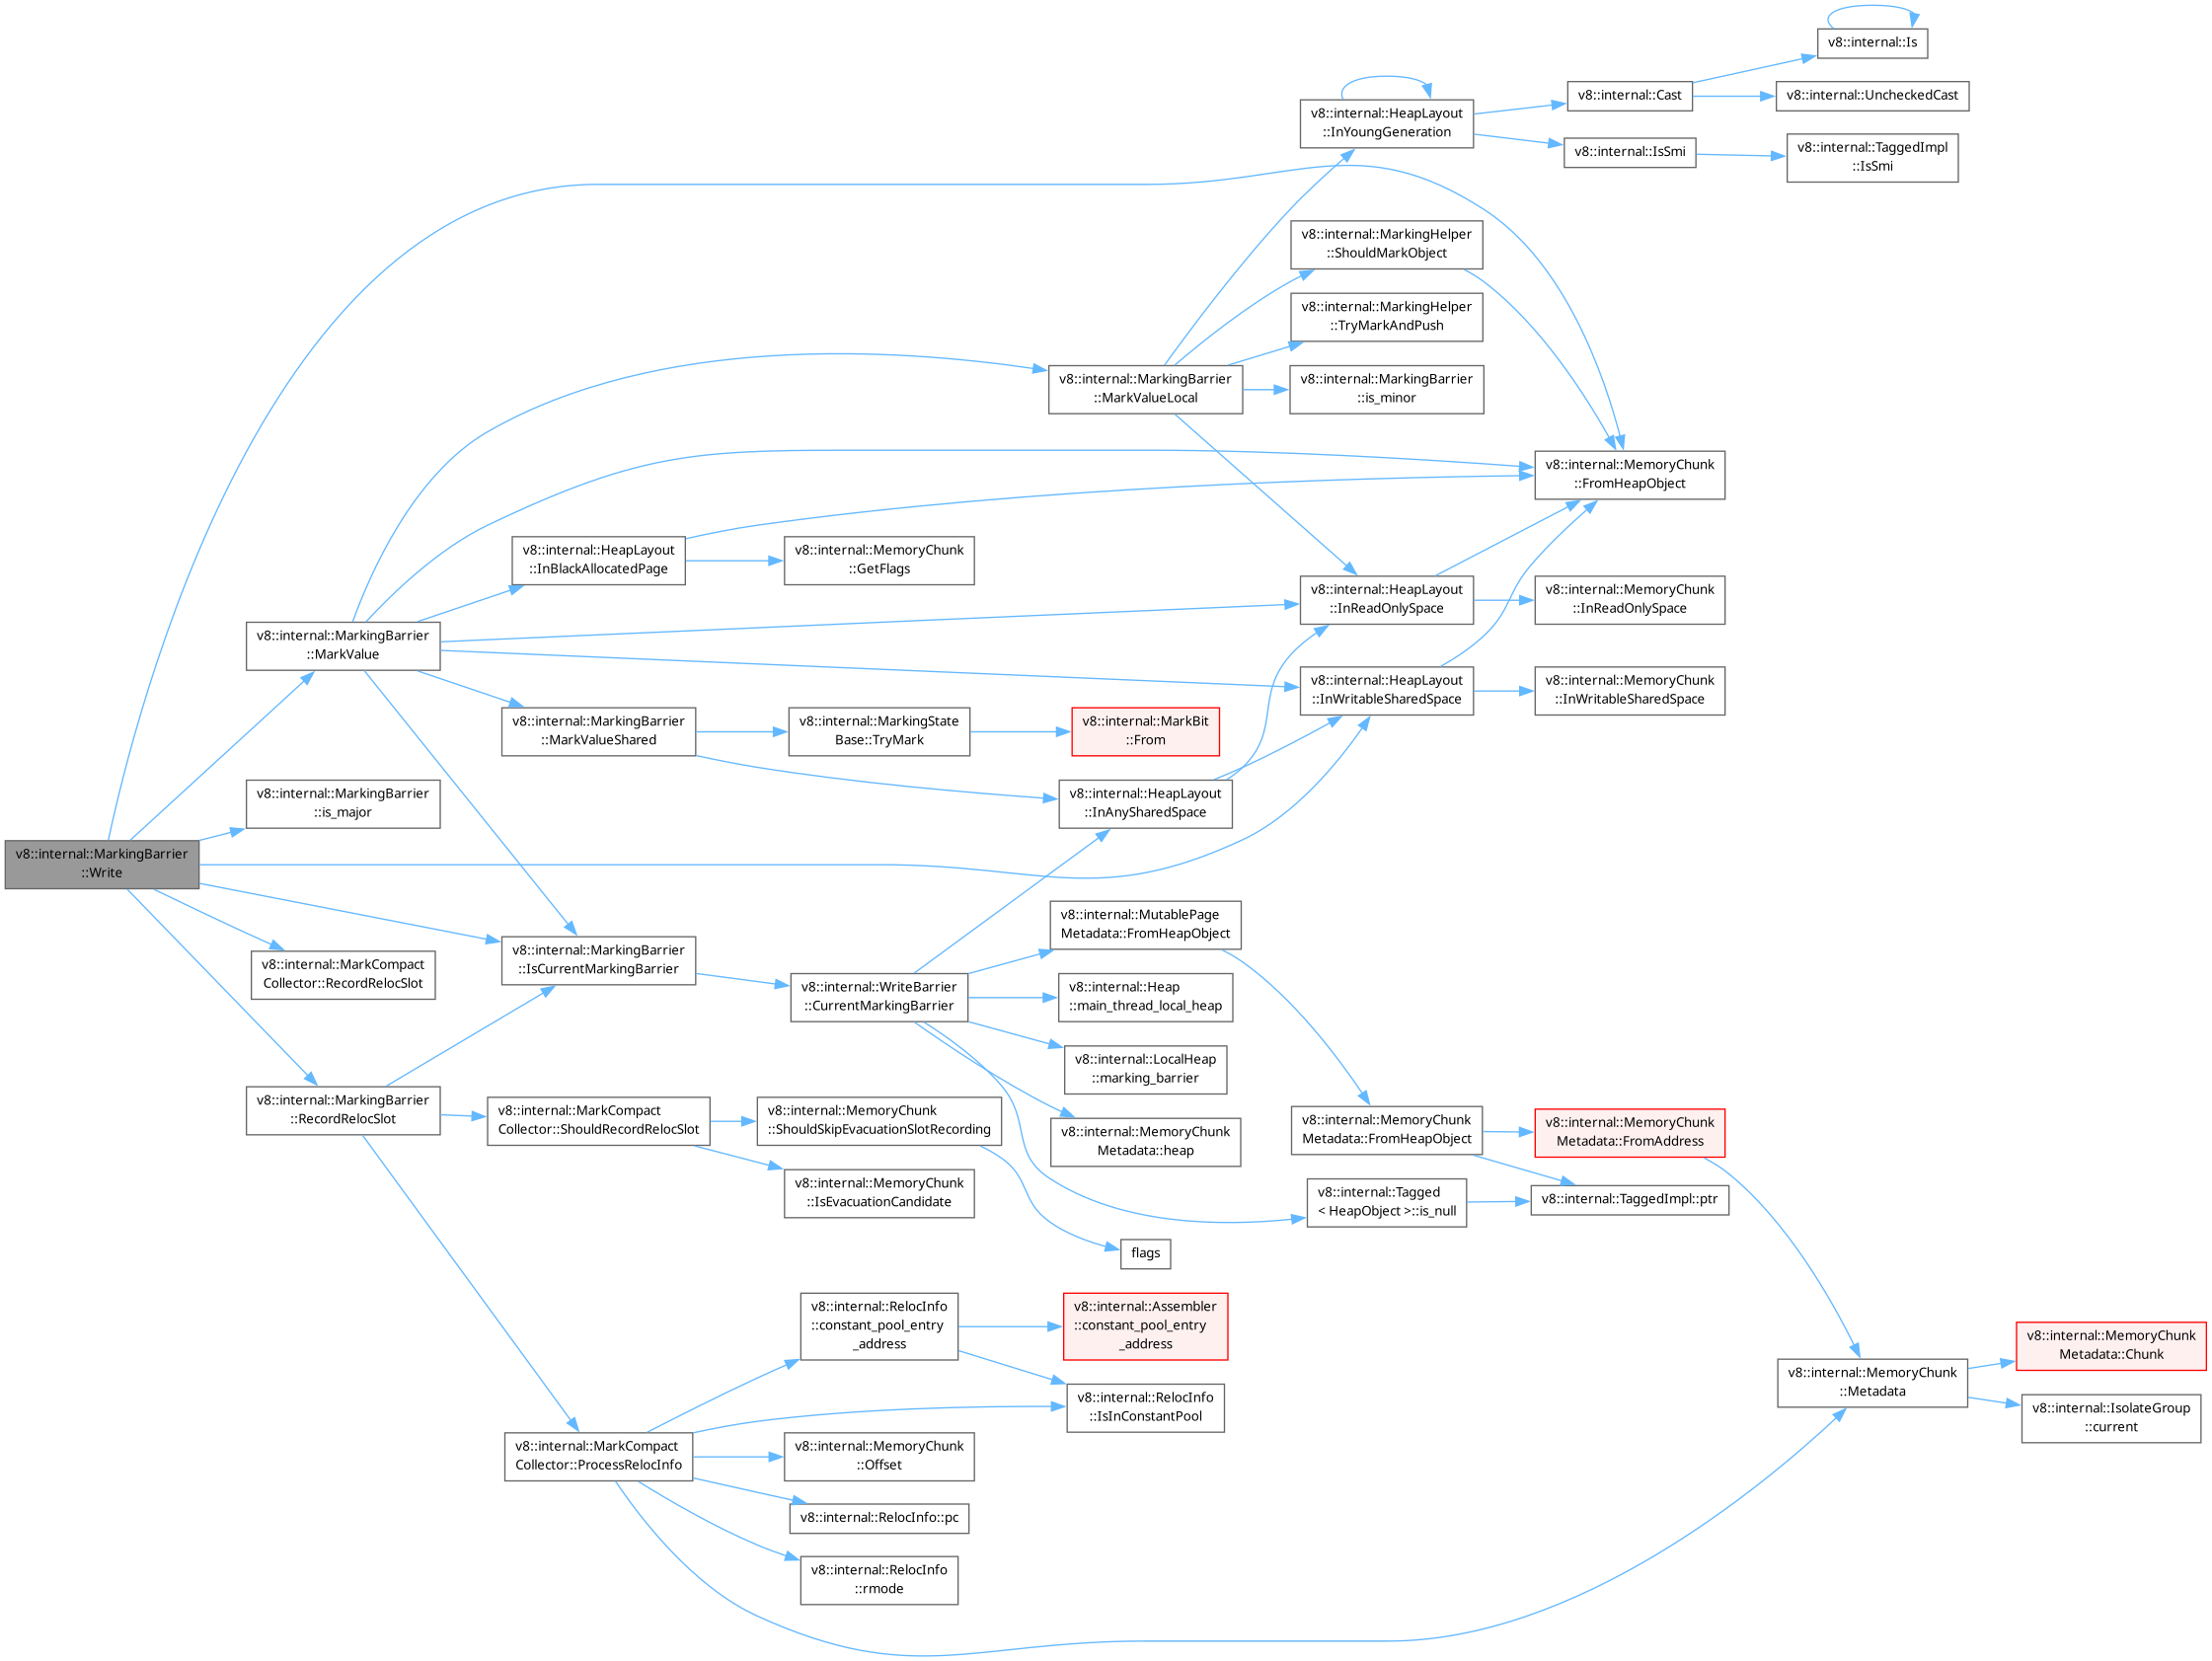 v8::internal::Is
v8::internal::Cast
v8::internal::UncheckedCast
v8::internal::HeapLayout
::InYoungGeneration
v8::internal::IsSmi
v8::internal::TaggedImpl
::IsSmi
v8::internal::MarkingHelper
::ShouldMarkObject
v8::internal::MarkingHelper
::TryMarkAndPush
v8::internal::MarkingBarrier
::MarkValueLocal
v8::internal::MarkingBarrier
::is_minor
v8::internal::MemoryChunk
::FromHeapObject
v8::internal::HeapLayout
::InBlackAllocatedPage
v8::internal::MemoryChunk
::GetFlags
v8::internal::HeapLayout
::InReadOnlySpace
v8::internal::MemoryChunk
::InReadOnlySpace
v8::internal::MarkingBarrier
::MarkValue
v8::internal::HeapLayout
::InWritableSharedSpace
v8::internal::MemoryChunk
::InWritableSharedSpace
v8::internal::MarkingBarrier
::MarkValueShared
v8::internal::MarkingState
Base::TryMark
v8::internal::MarkBit
::From
v8::internal::MarkingBarrier
::is_major
v8::internal::HeapLayout
::InAnySharedSpace
v8::internal::MarkingBarrier
::Write
v8::internal::MutablePage
Metadata::FromHeapObject
v8::internal::MarkingBarrier
::IsCurrentMarkingBarrier
v8::internal::MarkCompact
Collector::RecordRelocSlot
v8::internal::WriteBarrier
::CurrentMarkingBarrier
v8::internal::Heap
::main_thread_local_heap
v8::internal::LocalHeap
::marking_barrier
v8::internal::MarkingBarrier
::RecordRelocSlot
v8::internal::MarkCompact
Collector::ShouldRecordRelocSlot
v8::internal::MemoryChunk
::ShouldSkipEvacuationSlotRecording
v8::internal::MemoryChunk
Metadata::heap
v8::internal::MemoryChunk
Metadata::FromHeapObject
v8::internal::MemoryChunk
Metadata::FromAddress
v8::internal::MemoryChunk
::IsEvacuationCandidate
v8::internal::Tagged
< HeapObject >::is_null
v8::internal::TaggedImpl::ptr
flags
v8::internal::RelocInfo
::constant_pool_entry
_address
v8::internal::Assembler
::constant_pool_entry
_address
v8::internal::MemoryChunk
Metadata::Chunk
v8::internal::MemoryChunk
::Metadata
v8::internal::RelocInfo
::IsInConstantPool
v8::internal::IsolateGroup
::current
v8::internal::MarkCompact
Collector::ProcessRelocInfo
v8::internal::MemoryChunk
::Offset
v8::internal::RelocInfo::pc
v8::internal::RelocInfo
::rmode